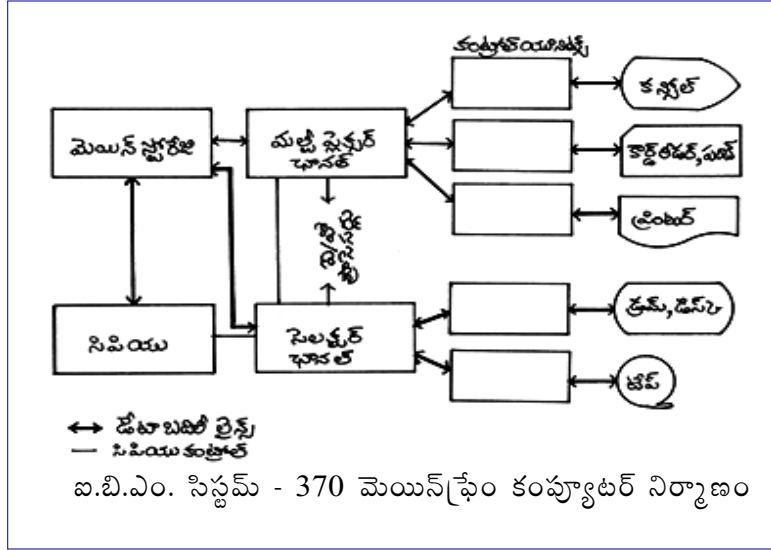 కంట్రోల్ యూనిట్స్
కన్సోల్
మెయిన్ స్టోరేజి
మల్టీ ప్లెక్సర్
ఛానల్
కార్డ్ రీడర్, పంచ్
ప్రింటర్
సిపియు
సెలక్టర్
ఛానల్
డ్రమ్, డిస్క్
టేప్
డేటా బదిలీ లైన్స్
సిపియు కంట్రోల్
ఐ.బి.ఎం. సిస్టమ్ - 370 మెయిన్‌ఫ్రేం కంప్యూటర్ నిర్మాణం